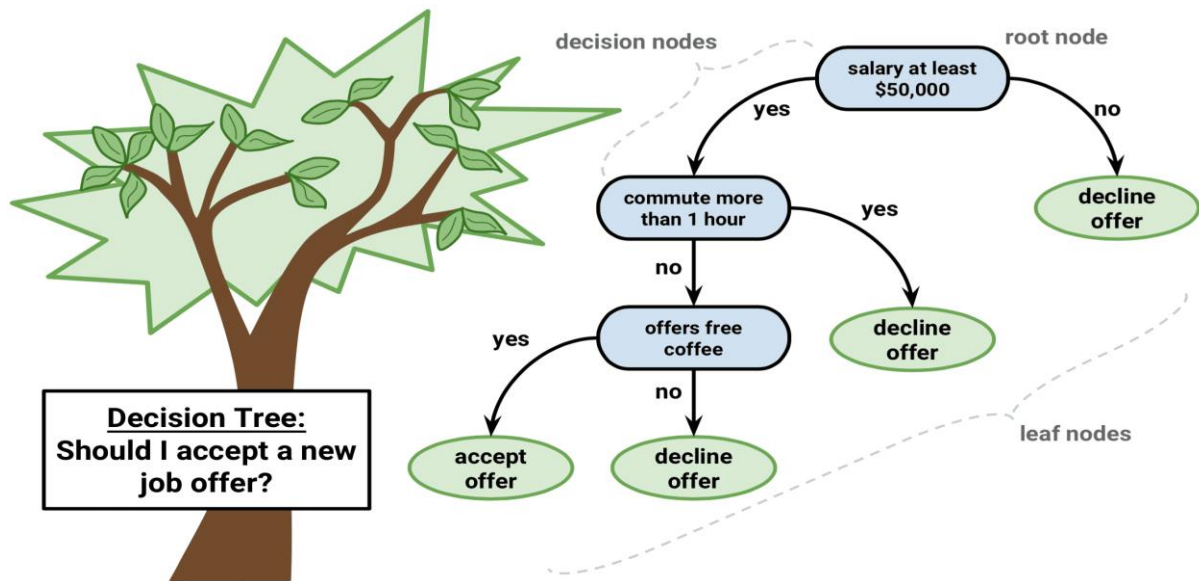 decision nodes
root node
salary at least
$50,000
yes
no
commute more
than 1 hour
yes
decline
offer
no
offers free
coffee
decline
offer
yes
no
Decision Tree:
Should I accept a new
job offer?
accept
offer
decline
offer
leaf nodes